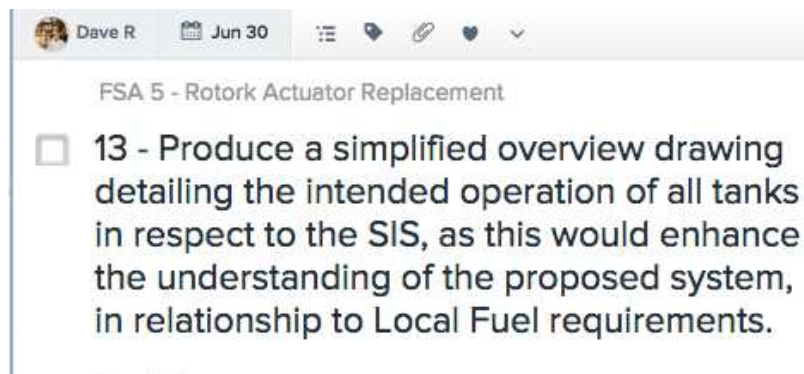 Dave R Jun 30
FSA 5 - Rotork Actuator Replacement
13 - Produce a simplified overview drawing
detailing the intended operation of all tanks
in respect to the SIS, as this would enhance
the understanding of the proposed system,
in relationship to Local Fuel requirements.